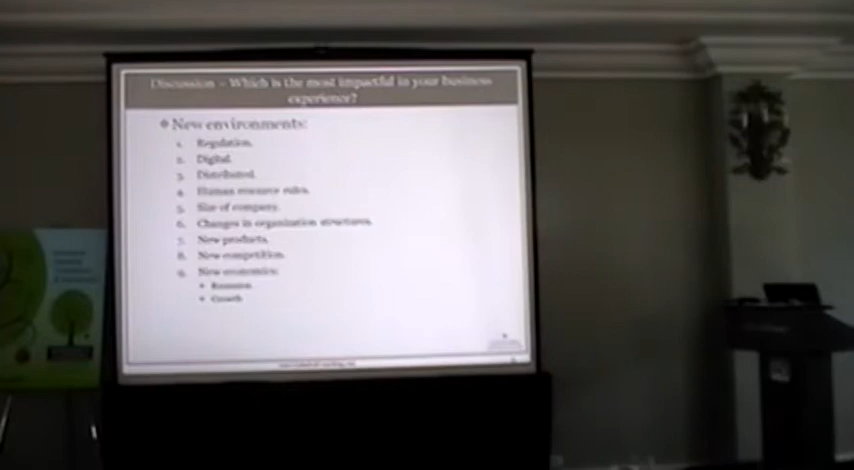 Discussion – Which is the most impactful in your business
experience?
❖ New environments:
1. Regulation.
2. Digital.
3. Distributed.
4. Human resource rules.
5. Size of company.
6. Changes in organization structures.
7. New products.
8. New competition.
9. New economics:
• Recession
• Growth